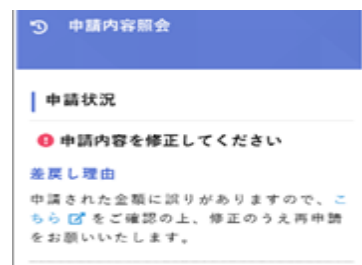 申請内容照会
申請状況
申請内容を修正してください
差戻し理由
申請された金額に誤りがありますので、こ
ちら をご確認の上、修正のうえ再申請
をお願いいたします。